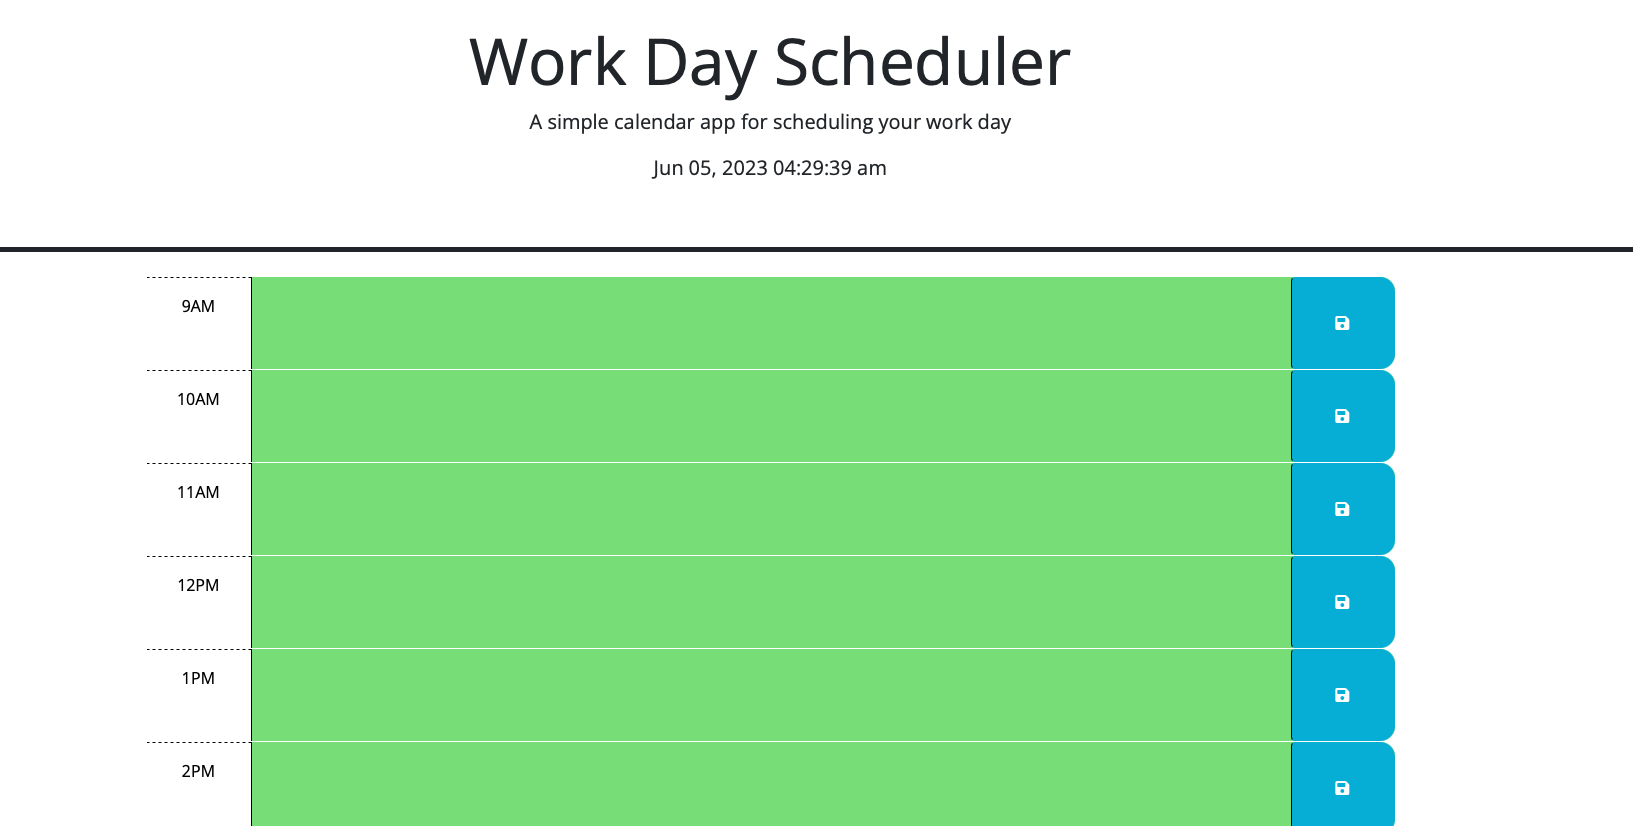 Work Day Scheduler
A simple calendar app for scheduling your work day
Jun 05, 2023 04:29:39 am
9AM
10AM
11AM
12PM
1PM
2PM